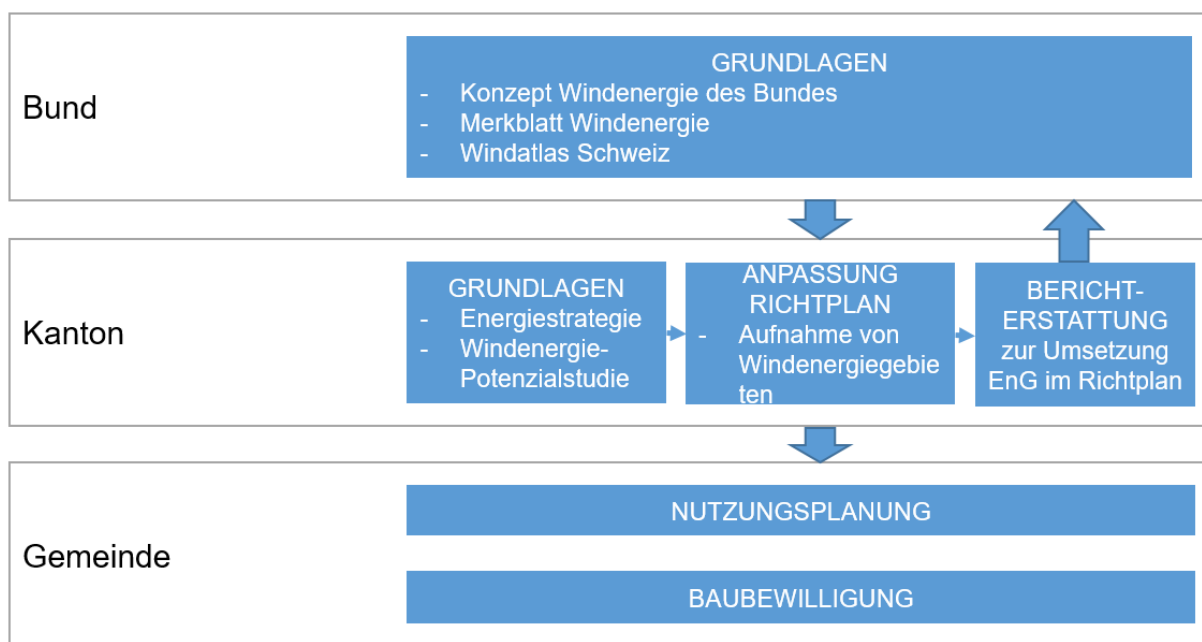 Bund
GRUNDLAGEN
- Konzept Windenergie des Bundes
- Merkblatt Windenergie
- Windatlas Schweiz
Kanton
GRUNDLAGEN
- Energiestrategie
- Windenergie-
Potenzialstudie
ANPASSUNG
RICHTPLAN
- Aufnahme von
Windenergiegebie
ten
BERICHT-
ERSTATTUNG
zur Umsetzung
EnG im Richtplan
Gemeinde
NUTZUNGSPLANUNG
BAUBEWILLIGUNG